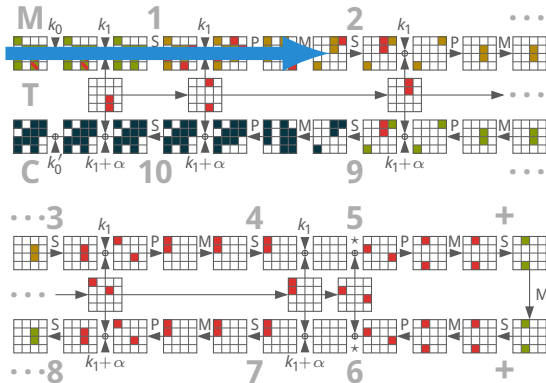 M k₀ k₁ 1 k₁ 2 k₁ ...
S P M S S P M
T ...
C k₀′ k₁+α 10 k₁+α 9 k₁+α ...
S P M S S P M
...3 k₁ 4 k₁ 5 +
S P M S ⋆ P M S
... M
S P M S ⋆ P M S
...8 k₁+α 7 k₁+α 6 +